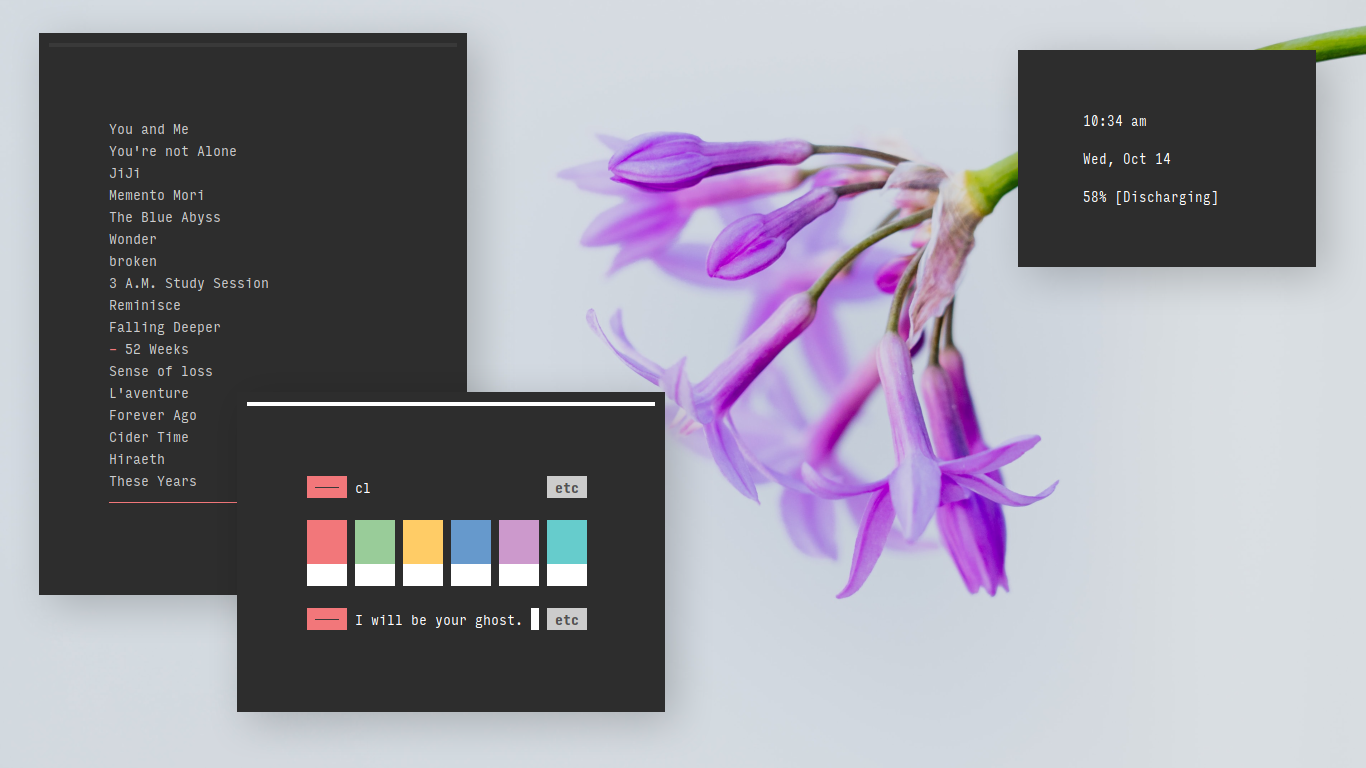 You and Me
You're not Alone
JiJi
Memento Mori
The Blue Abyss
Wonder
broken
3 A.M. Study Session
Reminisce
Falling Deeper
– 52 Weeks
Sense of loss
L'aventure
Forever Ago
Cider Time
Hiraeth
These Years
cl etc
I will be your ghost. etc
10:34 am
Wed, Oct 14
58% [Discharging]